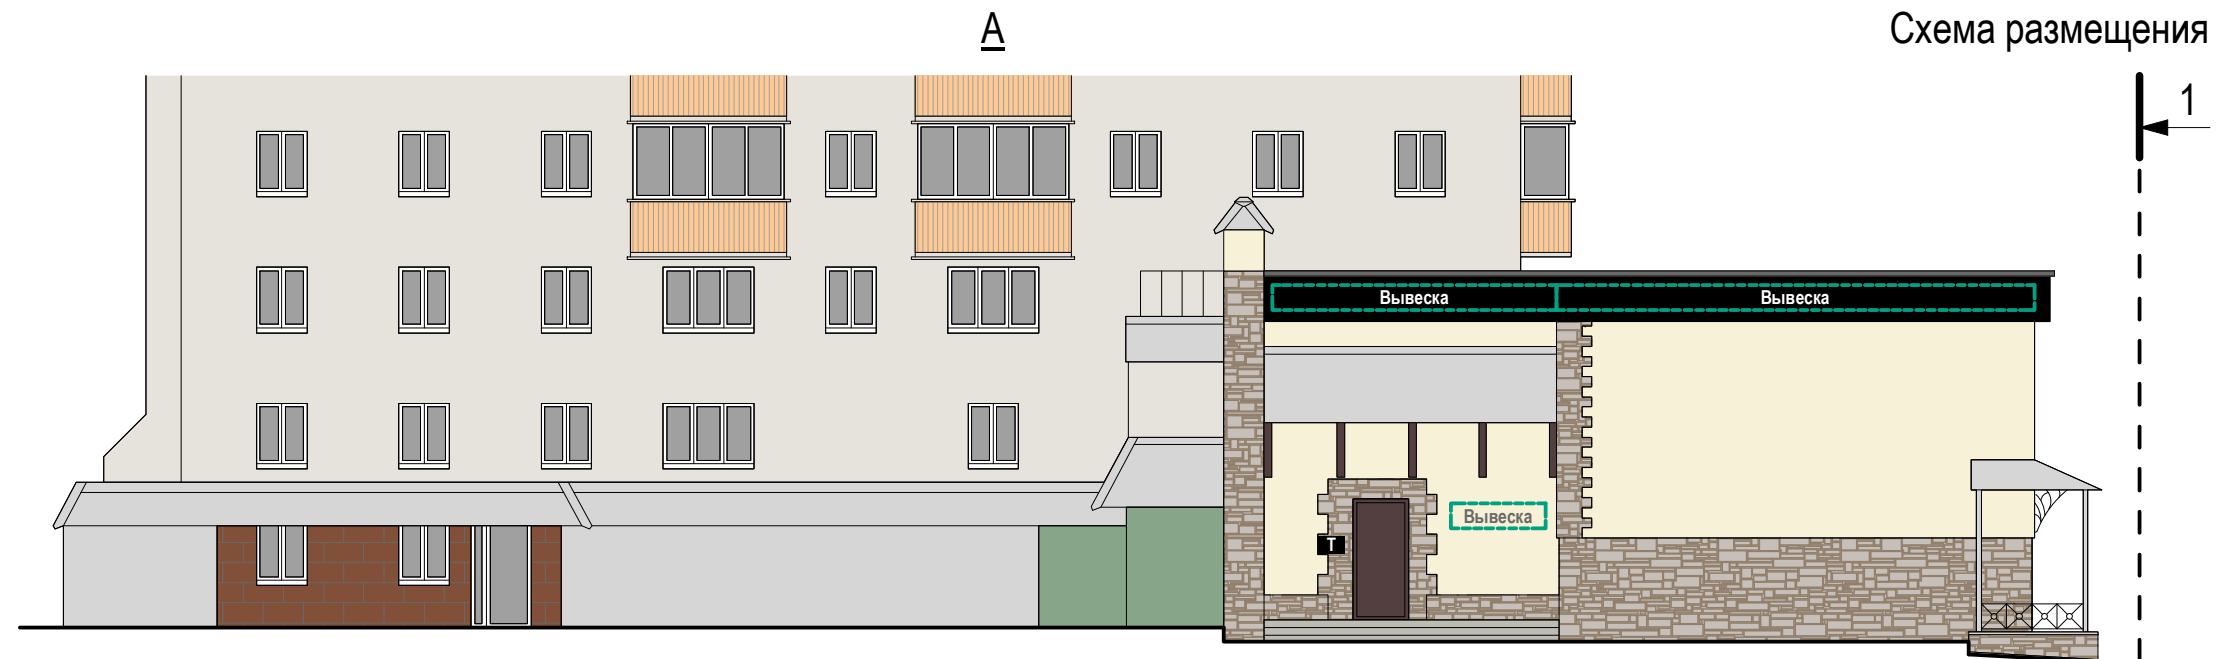 А
Схема размещения
1
Вывеска
Вывеска
Вывеска
Т